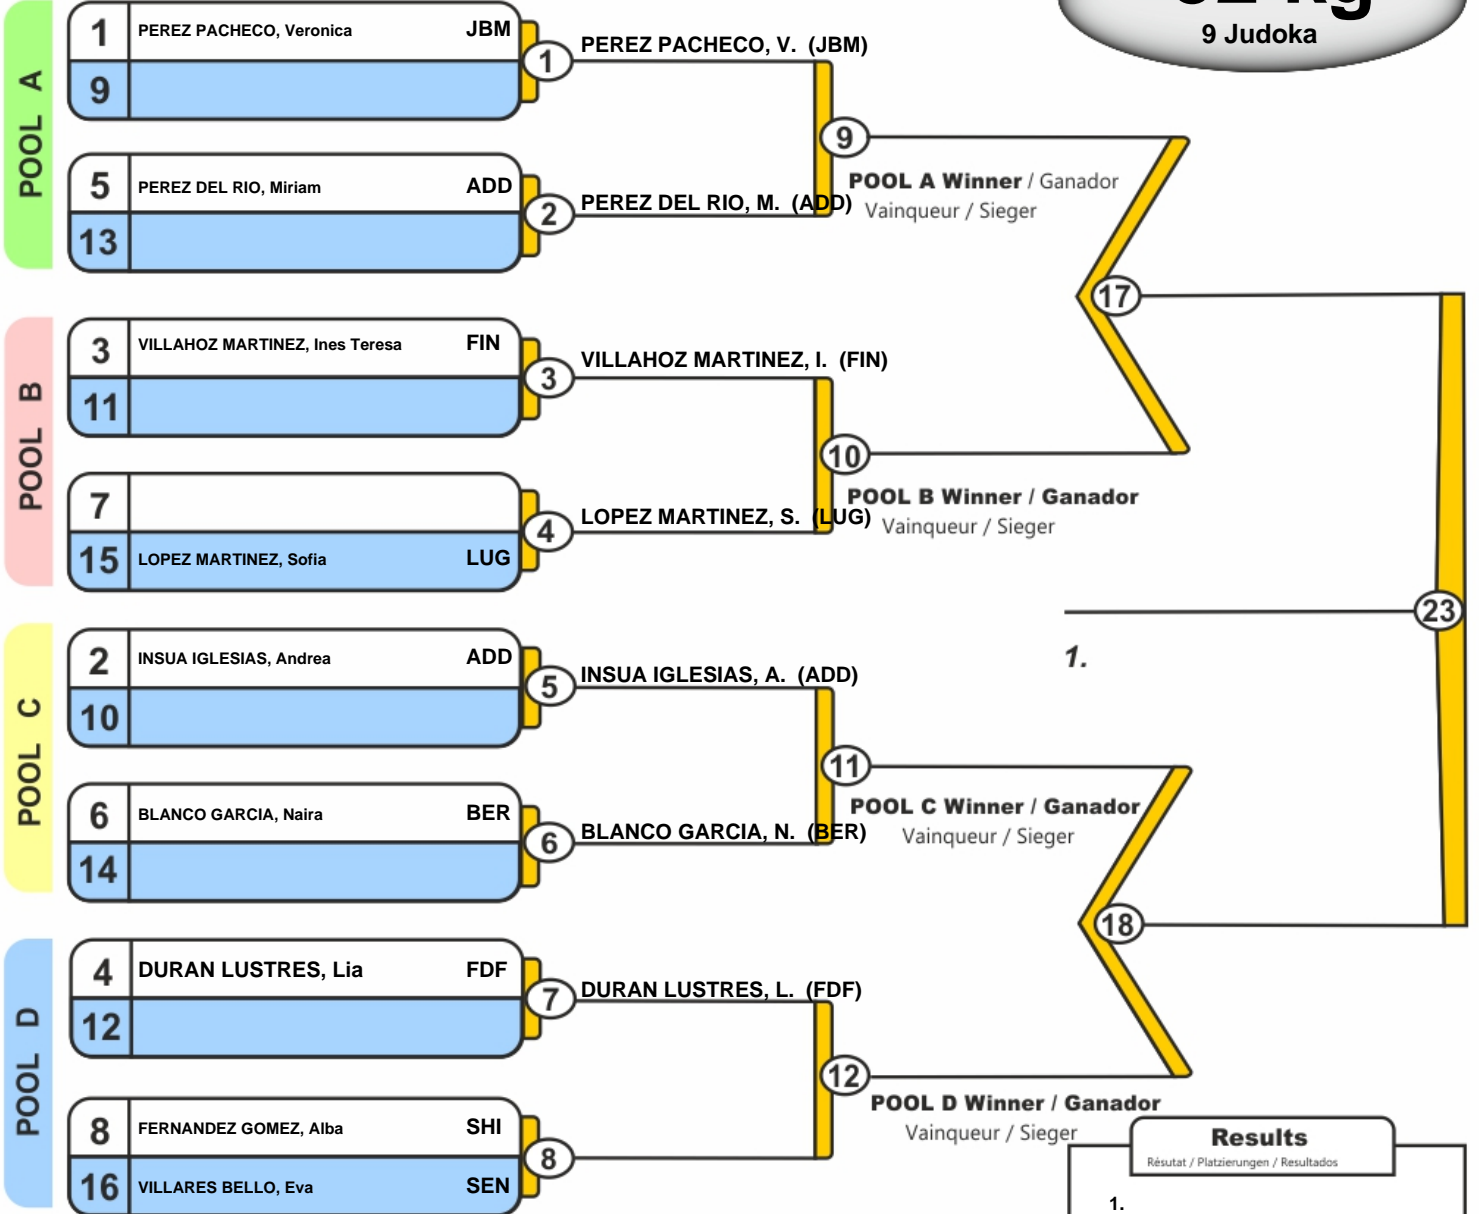 9 Judoka
POOL A
1 PEREZ PACHECO, Veronica JBM
9
1
PEREZ PACHECO, V. (JBM)
5 PEREZ DEL RIO, Miriam ADD
13
2
PEREZ DEL RIO, M. (ADD)
9
POOL A Winner / Ganador
Vainqueur / Sieger
POOL B
3 VILLAHOZ MARTINEZ, Ines Teresa FIN
11
3
VILLAHOZ MARTINEZ, I. (FIN)
7
15 LOPEZ MARTINEZ, Sofia LUG
4
LOPEZ MARTINEZ, S. (LUG)
10
POOL B Winner / Ganador
Vainqueur / Sieger
17
POOL C
2 INSUA IGLESIAS, Andrea ADD
10
5
INSUA IGLESIAS, A. (ADD)
6 BLANCO GARCIA, Naira BER
14
6
BLANCO GARCIA, N. (BER)
11
POOL C Winner / Ganador
Vainqueur / Sieger
POOL D
4 DURAN LUSTRES, Lia FDF
12
7
DURAN LUSTRES, L. (FDF)
8 FERNANDEZ GOMEZ, Alba SHI
16 VILLARES BELLO, Eva SEN
8
12
POOL D Winner / Ganador
Vainqueur / Sieger
18
23
1.
Results
Résutat / Platzierungen / Resultados
1.